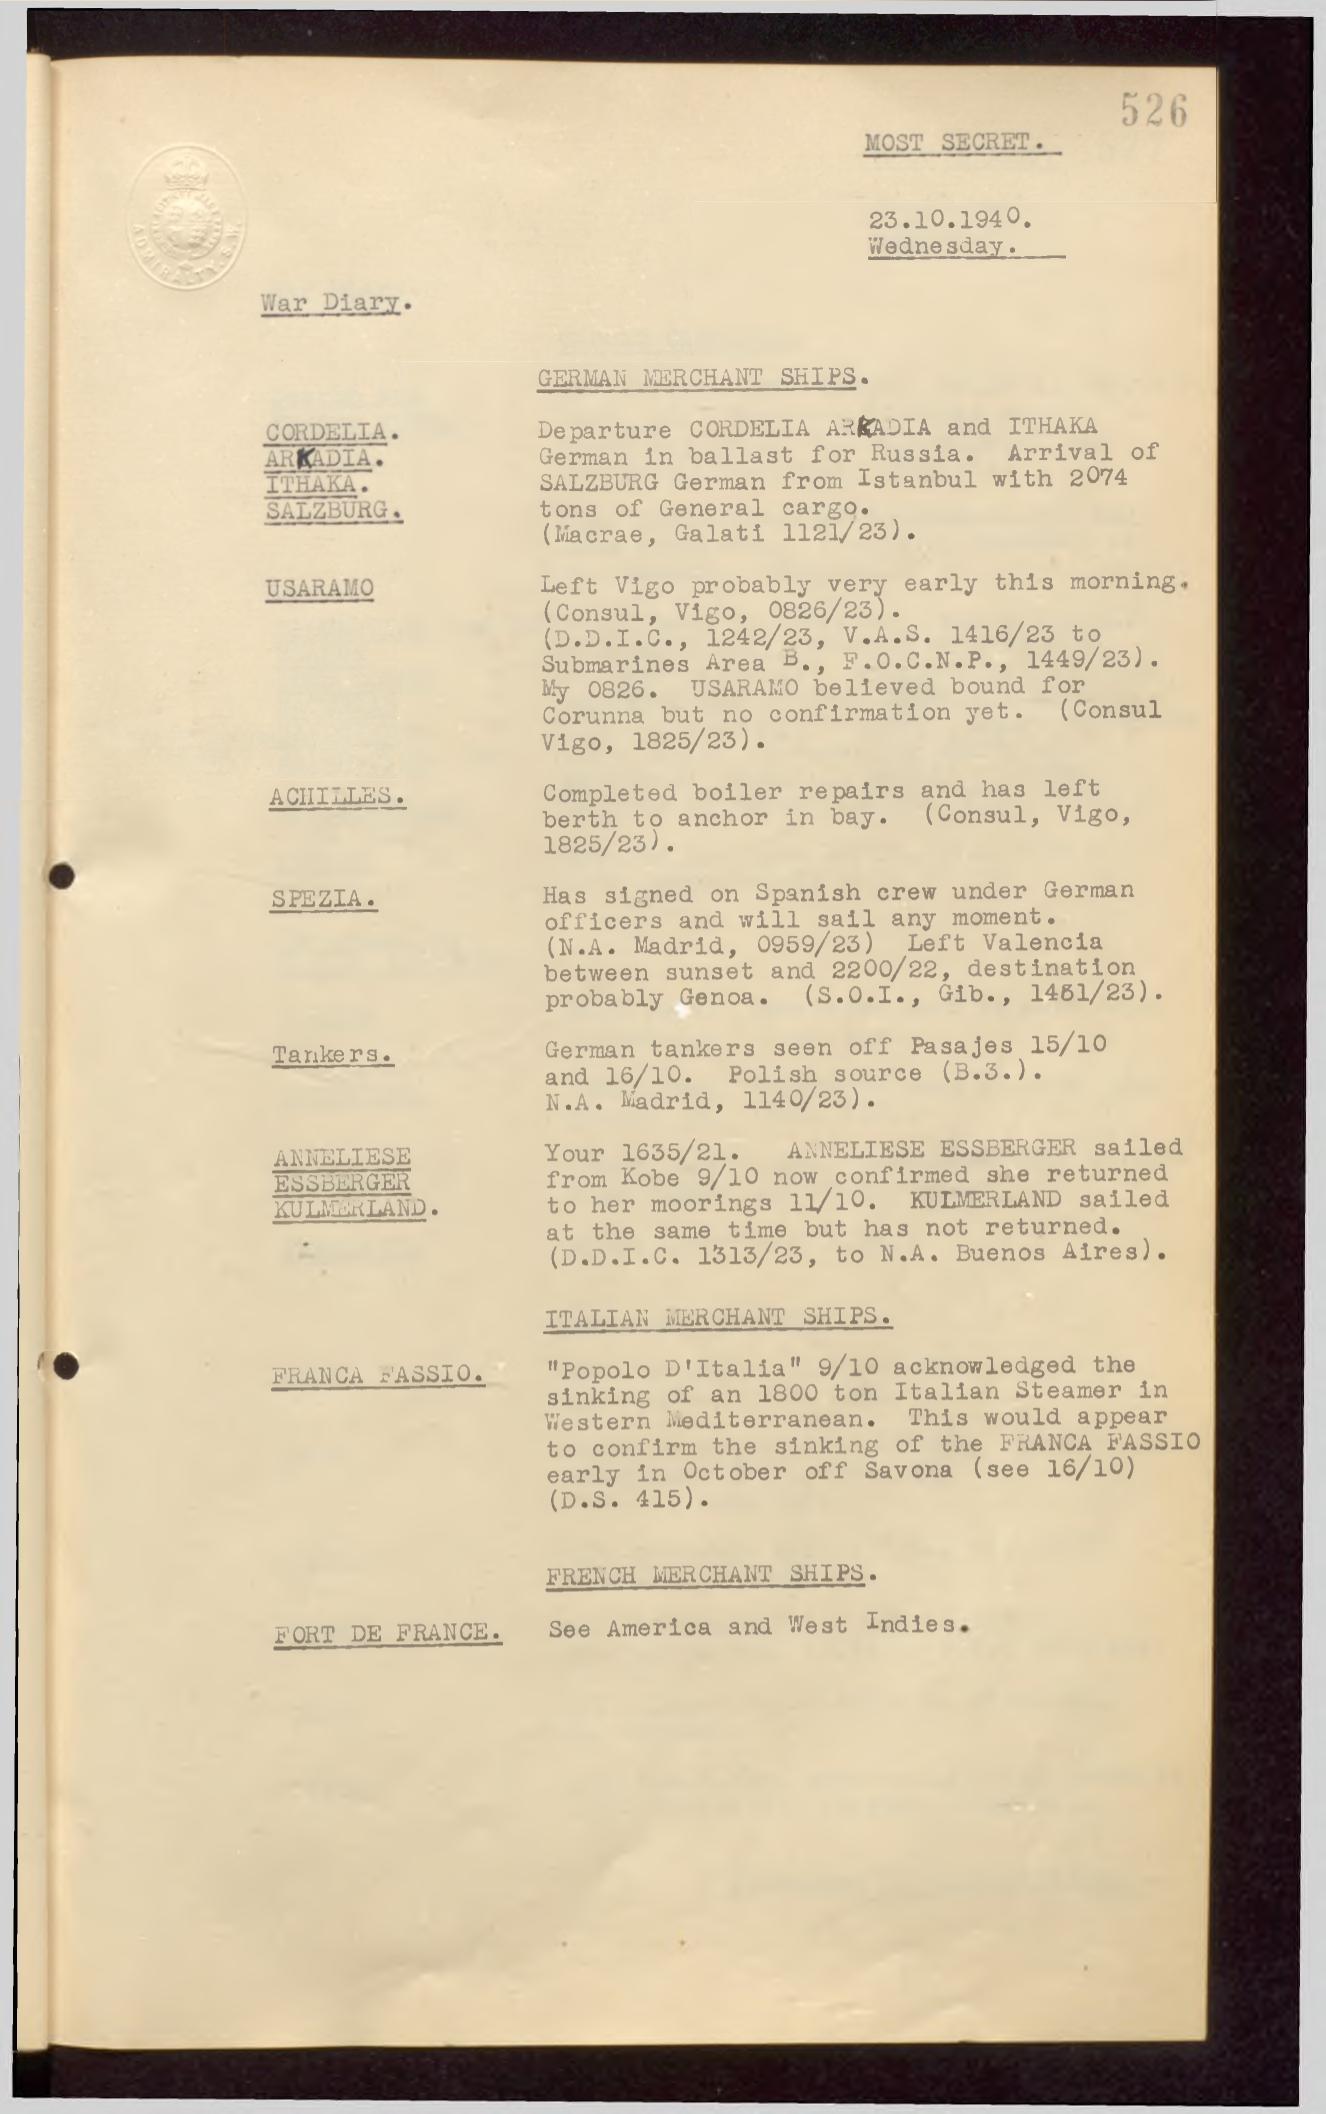 526
MOST SECRET.
ADMIRALTY. S.W.
23.10.1940.
Wednesday.
War Diary.
GERMAN MERCHANT SHIPS.
CORDELIA.
ARKADIA.
ITHAKA.
SALZBURG.
Departure CORDELIA ARKADIA and ITHAKA
German in ballast for Russia. Arrival of
SALZBURG German from Istanbul with 2074
tons of General cargo.
(Macrae, Galati 1121/23).
USARAMO
Left Vigo probably very early this morning.
(Consul, Vigo, 0826/23).
(D.D.I.C., 1242/23, V.A.S. 1416/23 to
Submarines Area B., F.O.C.N.P., 1449/23).
My 0826. USARAMO believed bound for
Corunna but no confirmation yet. (Consul
Vigo, 1825/23).
ACHILLES.
Completed boiler repairs and has left
berth to anchor in bay. (Consul, Vigo,
1825/23).
SPEZIA.
Has signed on Spanish crew under German
officers and will sail any moment.
(N.A. Madrid, 0959/23) Left Valencia
between sunset and 2200/22, destination
probably Genoa. (S.O.I., Gib.,
Tankers.
German tankers seen off Pasajes 15/10
and 16/10. Polish source (B.3.).
N.A. Madrid, 1140/23).
ANNELIESE
ESSBERGER
KULMERLAND.
Your 1635/21. ANNELIESE ESSBERGER sailed
from Kobe 9/10 now confirmed she returned
to her moorings 11/10. KULMERLAND sailed
at the same time but has not returned.
(D.D.I.C. 1313/23, to N.A. Buenos Aires).
ITALIAN MERCHANT SHIPS.
FRANCA FASSIO.
"Popolo D'Italia" 9/10 acknowledged the
sinking of an 1800 ton Italian Steamer in
Western Mediterranean. This would appear
to confirm the sinking of the FRANCA FASSIO
early in October off Savona (see 16/10)
(D.S. 415).
FRENCH MERCHANT SHIPS.
FORT DE FRANCE.
See America and West Indies.